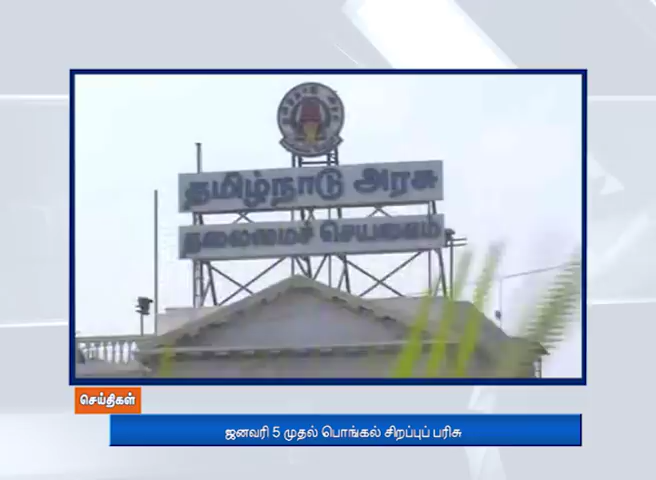 தமிழ்நாடு அரசு
தலைமைச் செயலகம்
செய்திகள்
ஜனவரி 5 முதல் பொங்கல் சிறப்புப் பரிசு